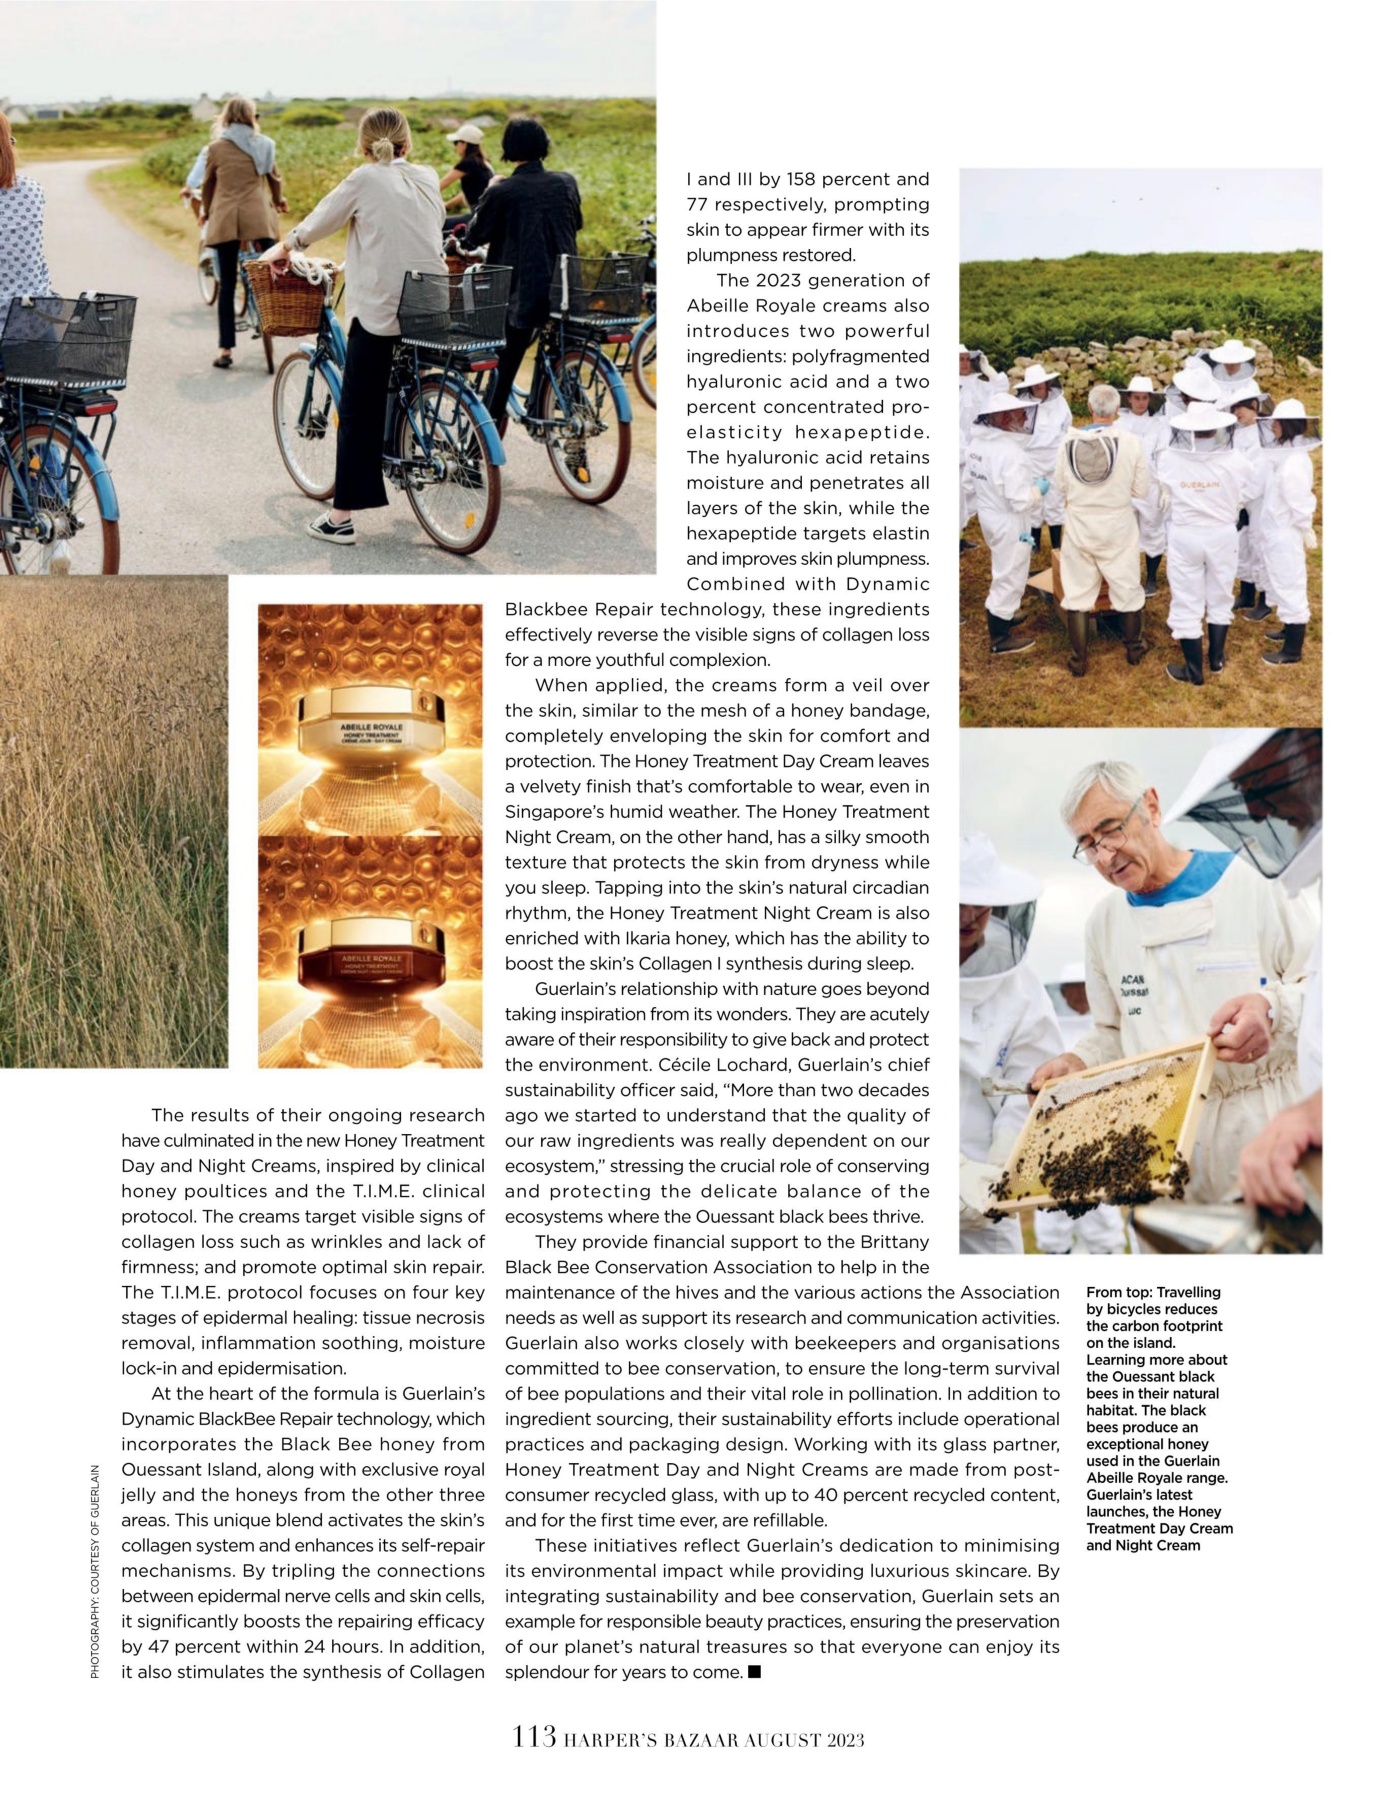 The results of their ongoing research
have culminated in the new Honey Treatment
Day and Night Creams, inspired by clinical
honey poultices and the T.I.M.E. clinical
protocol. The creams target visible signs of
collagen loss such as wrinkles and lack of
firmness; and promote optimal skin repair.
The T.I.M.E. protocol focuses on four key
stages of epidermal healing: tissue necrosis
removal, inflammation soothing, moisture
lock-in and epidermisation.
At the heart of the formula is Guerlain's
Dynamic BlackBee Repair technology, which
incorporates the Black Bee honey from
Ouessant Island, along with exclusive royal
jelly and the honeys from the other three
areas. This unique blend activates the skin's
collagen system and enhances its self-repair
mechanisms. By tripling the connections
between epidermal nerve cells and skin cells,
it significantly boosts the repairing efficacy
by 47 percent within 24 hours. In addition,
it also stimulates the synthesis of Collagen
I and III by 158 percent and
77 respectively, prompting
skin to appear firmer with its
plumpness restored.
The 2023 generation of
Abeille Royale creams also
introduces two powerful
ingredients: polyfragmented
hyaluronic acid and a two
percent concentrated pro-
elasticity hexapeptide.
The hyaluronic acid retains
moisture and penetrates all
layers of the skin, while the
hexapeptide targets elastin
and improves skin plumpness.
Combined with Dynamic
Blackbee Repair technology, these ingredients
effectively reverse the visible signs of collagen loss
for a more youthful complexion.
When applied, the creams form a veil over
the skin, similar to the mesh of a honey bandage,
completely enveloping the skin for comfort and
protection. The Honey Treatment Day Cream leaves
a velvety finish that's comfortable to wear, even in
Singapore's humid weather. The Honey Treatment
Night Cream, on the other hand, has a silky smooth
texture that protects the skin from dryness while
you sleep. Tapping into the skin's natural circadian
rhythm, the Honey Treatment Night Cream is also
enriched with Ikaria honey, which has the ability to
boost the skin's Collagen I synthesis during sleep.
Guerlain's relationship with nature goes beyond
taking inspiration from its wonders. They are acutely
aware of their responsibility to give back and protect
the environment. Cécile Lochard, Guerlain's chief
sustainability officer said, “More than two decades
ago we started to understand that the quality of
our raw ingredients was really dependent on our
ecosystem,” stressing the crucial role of conserving
and protecting the delicate balance of the
ecosystems where the Ouessant black bees thrive.
They provide financial support to the Brittany
Black Bee Conservation Association to help in the
maintenance of the hives and the various actions the Association
needs as well as support its research and communication activities.
Guerlain also works closely with beekeepers and organisations
committed to bee conservation, to ensure the long-term survival
of bee populations and their vital role in pollination. In addition to
ingredient sourcing, their sustainability efforts include operational
practices and packaging design. Working with its glass partner,
Honey Treatment Day and Night Creams are made from post-
consumer recycled glass, with up to 40 percent recycled content,
and for the first time ever, are refillable.
These initiatives reflect Guerlain's dedication to minimising
its environmental impact while providing luxurious skincare. By
integrating sustainability and bee conservation, Guerlain sets an
example for responsible beauty practices, ensuring the preservation
of our planet's natural treasures so that everyone can enjoy its
splendour for years to come. ■
From top: Travelling
by bicycles reduces
the carbon footprint
on the island.
Learning more about
the Ouessant black
bees in their natural
habitat. The black
bees produce an
exceptional honey
used in the Guerlain
Abeille Royale range.
Guerlain's latest
launches, the Honey
Treatment Day Cream
and Night Cream
PHOTOGRAPHY: COURTESY OF GUERLAIN
ABEILLE ROYALE
HONEY TREATMENT
CRÈME JOUR - DAY CREAM
ABEILLE ROYALE
HONEY TREATMENT
GUERLAIN
ACAN
Ouessat
LUC
113 HARPER'S BAZAAR AUGUST 2023